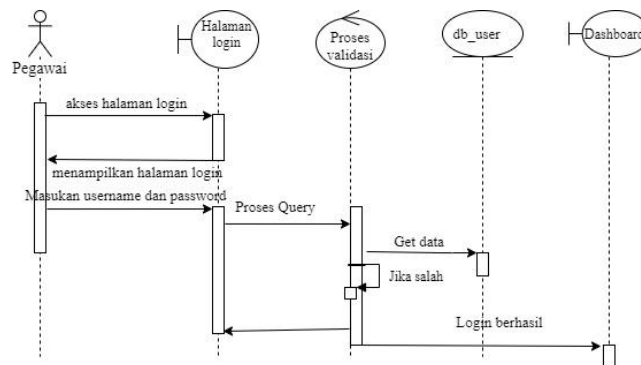 Pegawai
Halaman
login
Proses
validasi
db_user
Dashboard
akses halaman login
menampilkan halaman login
Masukan username dan password
Proses Query
Get data
Jika salah
Login berhasil